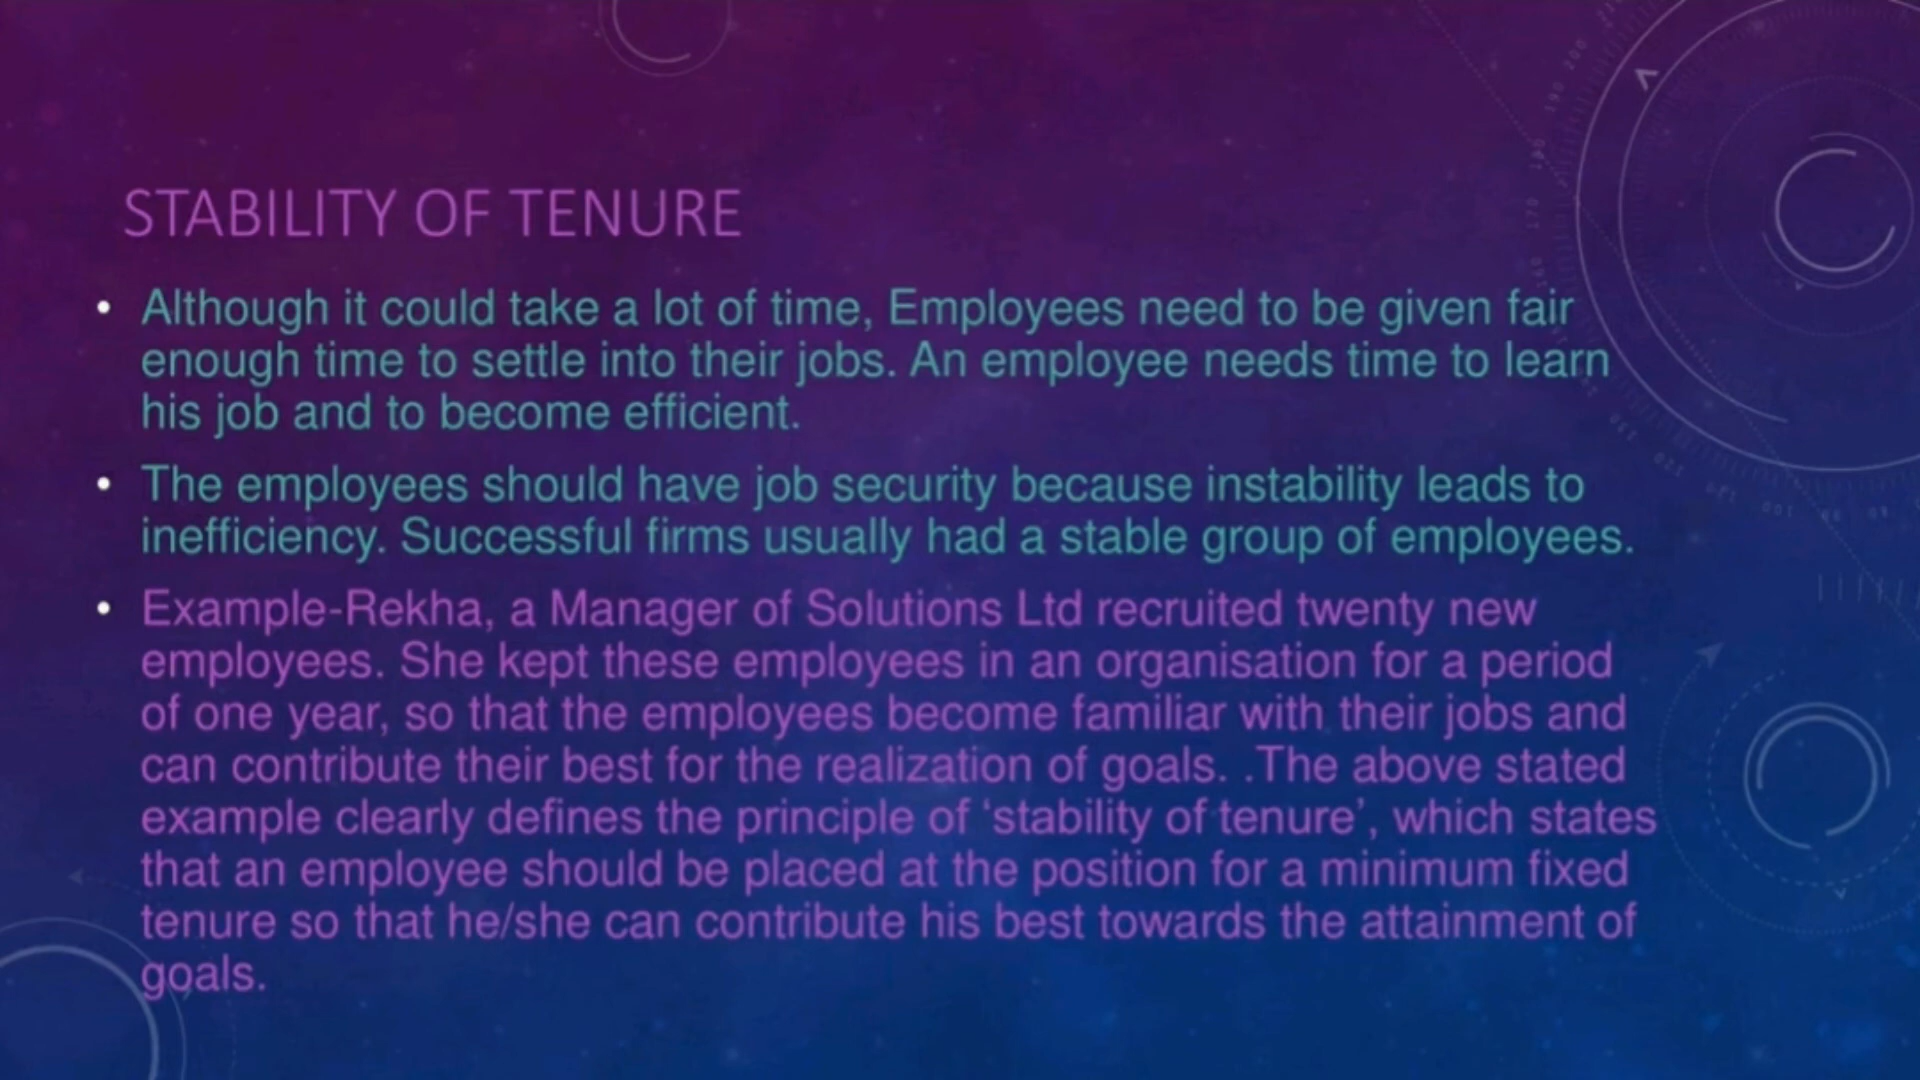 STABILITY OF TENURE
• Although it could take a lot of time, Employees need to be given fair
enough time to settle into their jobs. An employee needs time to learn
his job and to become efficient.
• The employees should have job security because instability leads to
inefficiency. Successful firms usually had a stable group of employees.
• Example-Rekha, a Manager of Solutions Ltd recruited twenty new
employees. She kept these employees in an organisation for a period
of one year, so that the employees become familiar with their jobs and
can contribute their best for the realization of goals. .The above stated
example clearly defines the principle of ‘stability of tenure’, which states
that an employee should be placed at the position for a minimum fixed
tenure so that he/she can contribute his best towards the attainment of
goals.